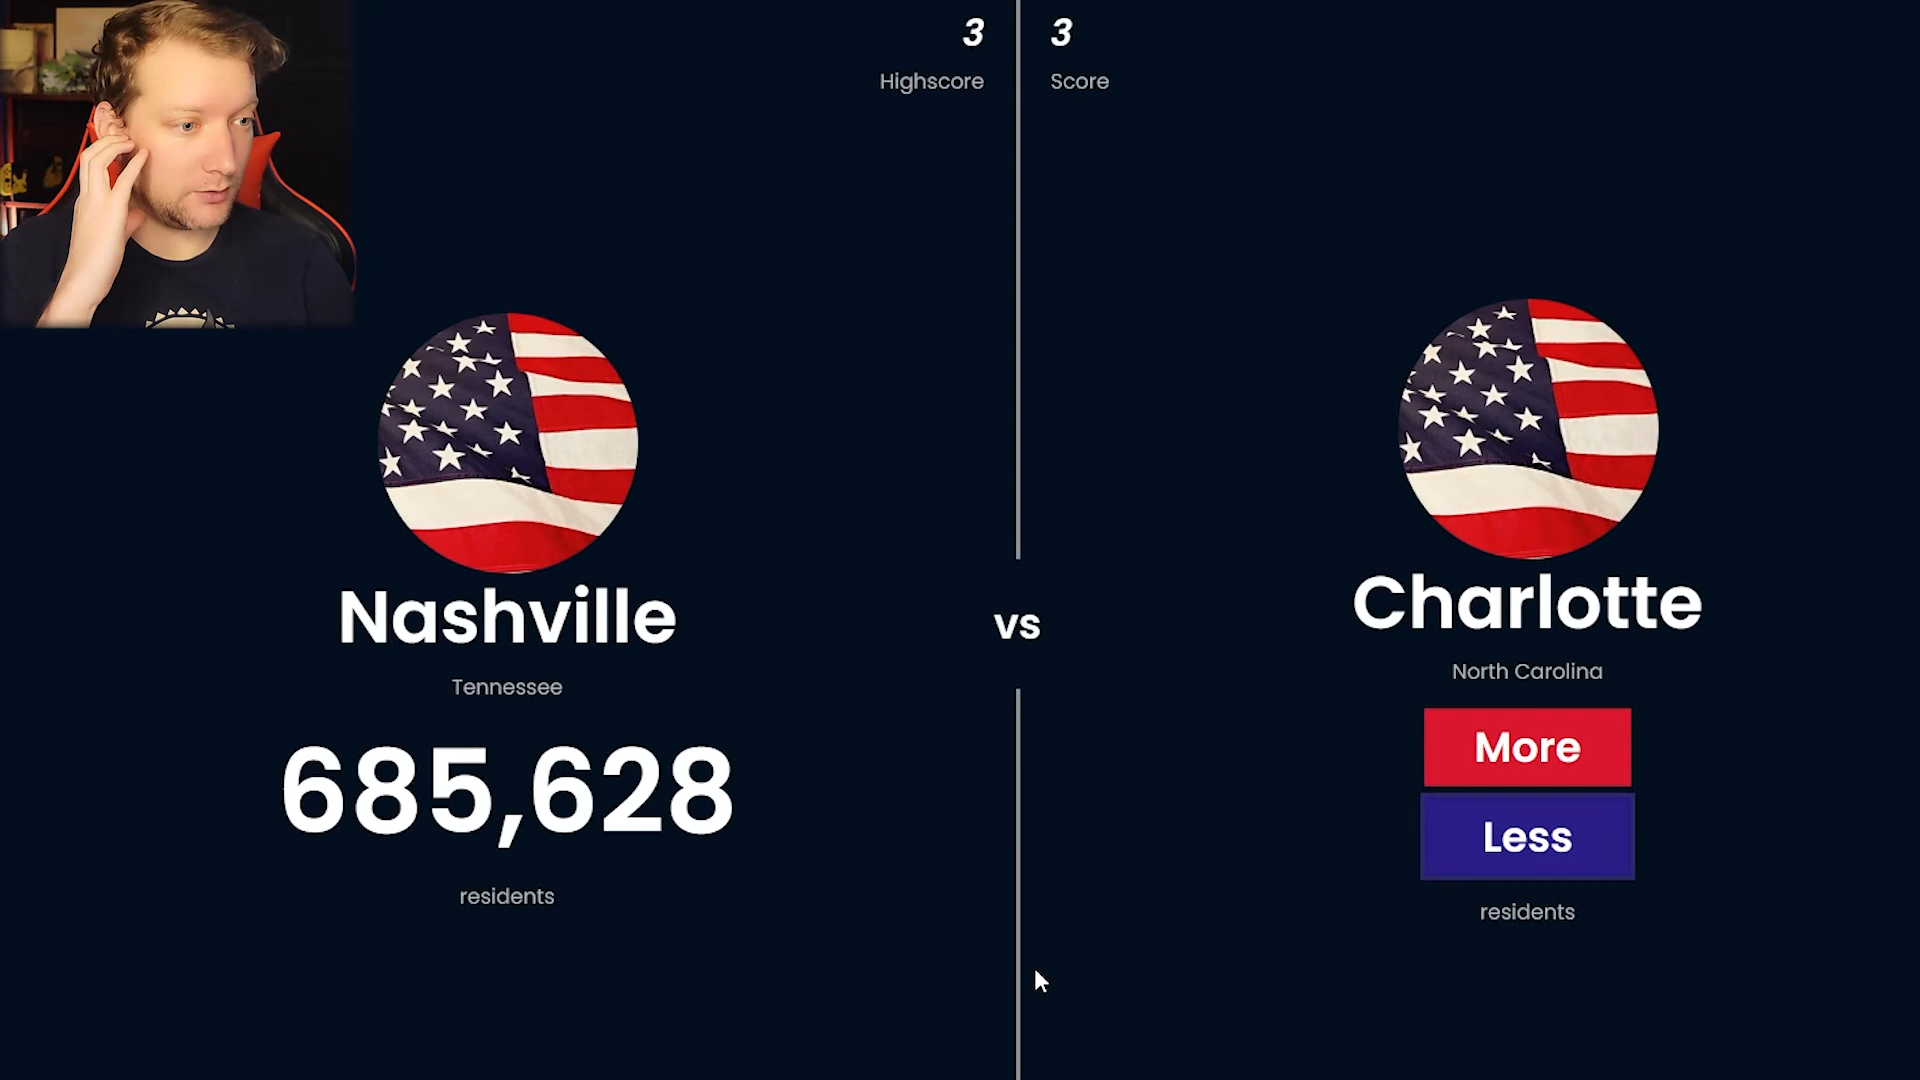 3
Highscore
3
Score
Nashville
Tennessee
685,628
residents
vs
Charlotte
North Carolina
More
Less
residents